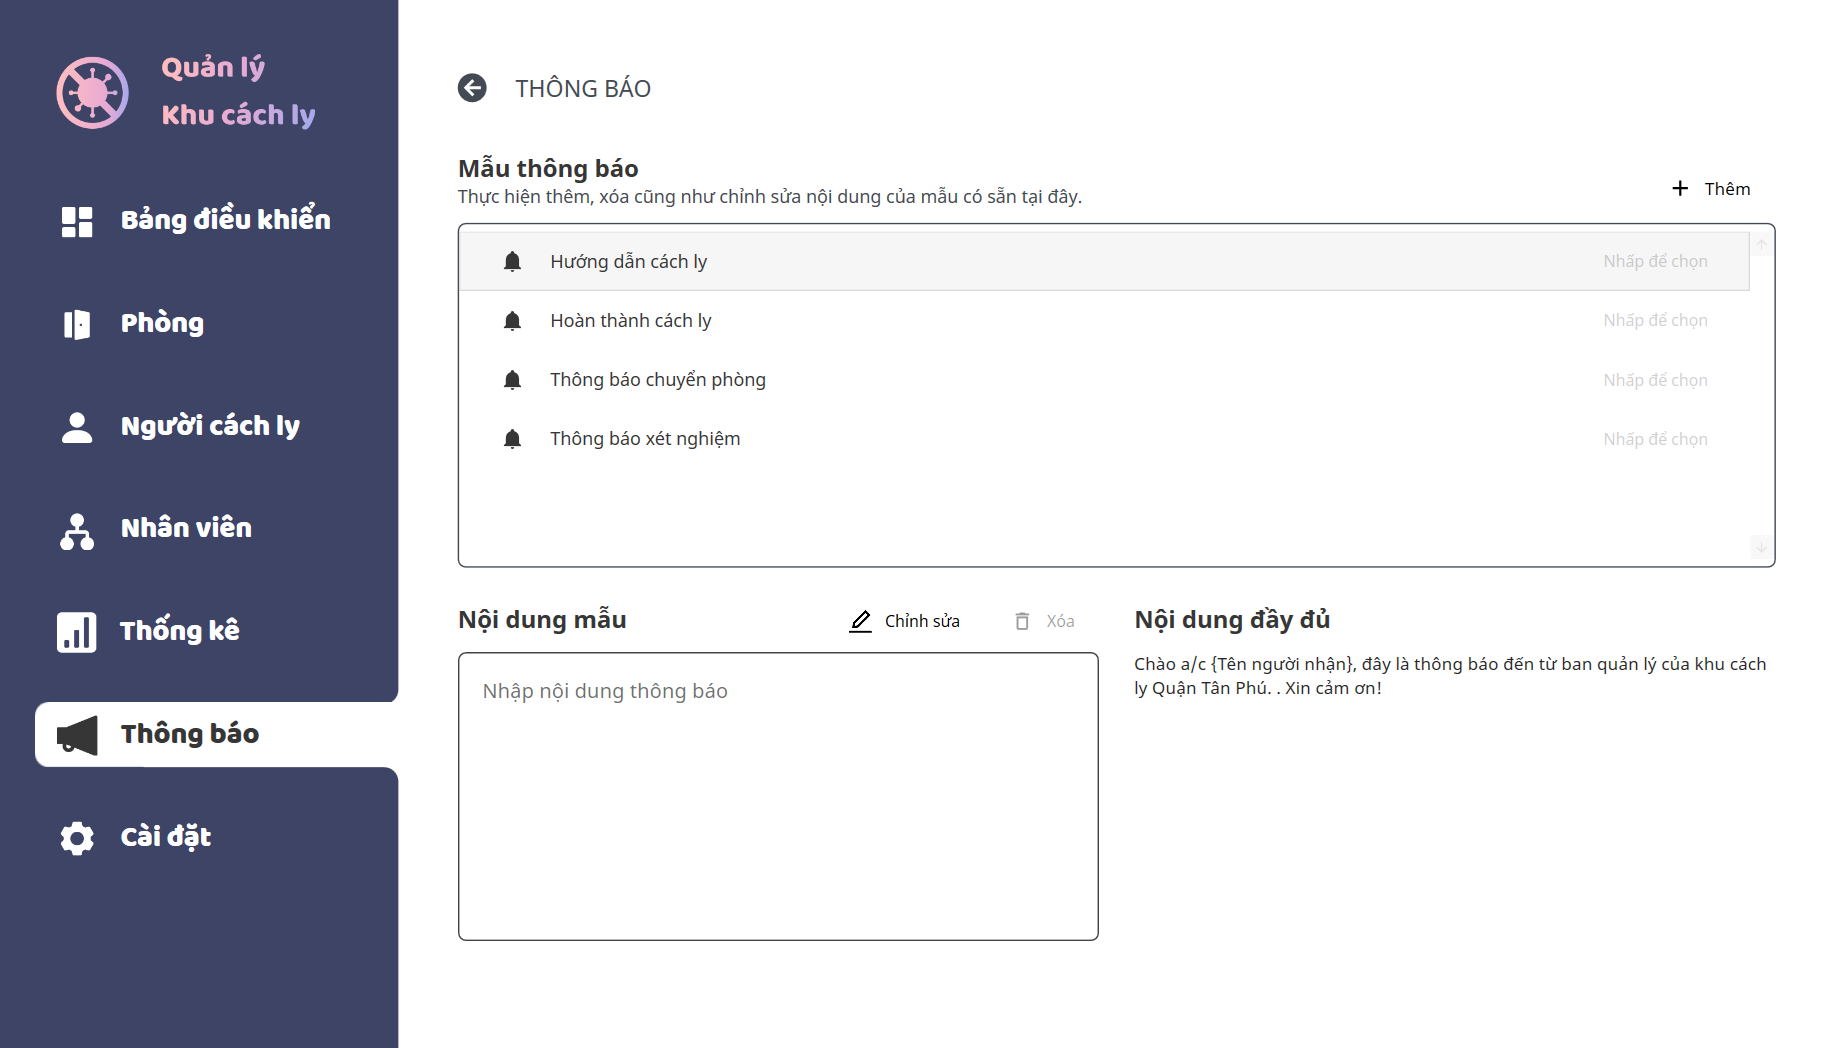 Quản lý
Khu cách ly
Bảng điều khiển
Phòng
Người cách ly
Nhân viên
Thống kê
Thông báo
Cài đặt
THÔNG BÁO
Mẫu thông báo
Thực hiện thêm, xóa cũng như chỉnh sửa nội dung của mẫu có sẵn tại đây.
Thêm
Hướng dẫn cách ly Nhấp để chọn
Hoàn thành cách ly Nhấp để chọn
Thông báo chuyển phòng Nhấp để chọn
Thông báo xét nghiệm Nhấp để chọn
Nội dung mẫu
Chỉnh sửa
Xóa
Nhập nội dung thông báo
Nội dung đầy đủ
Chào a/c {Tên người nhận}, đây là thông báo đến từ ban quản lý của khu cách
ly Quận Tân Phú. . Xin cảm ơn!